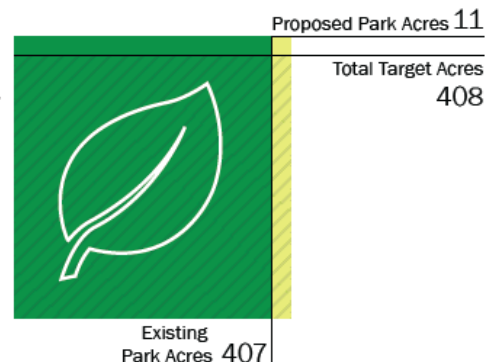 Proposed Park Acres 11
Total Target Acres
408
Existing
Park Acres 407